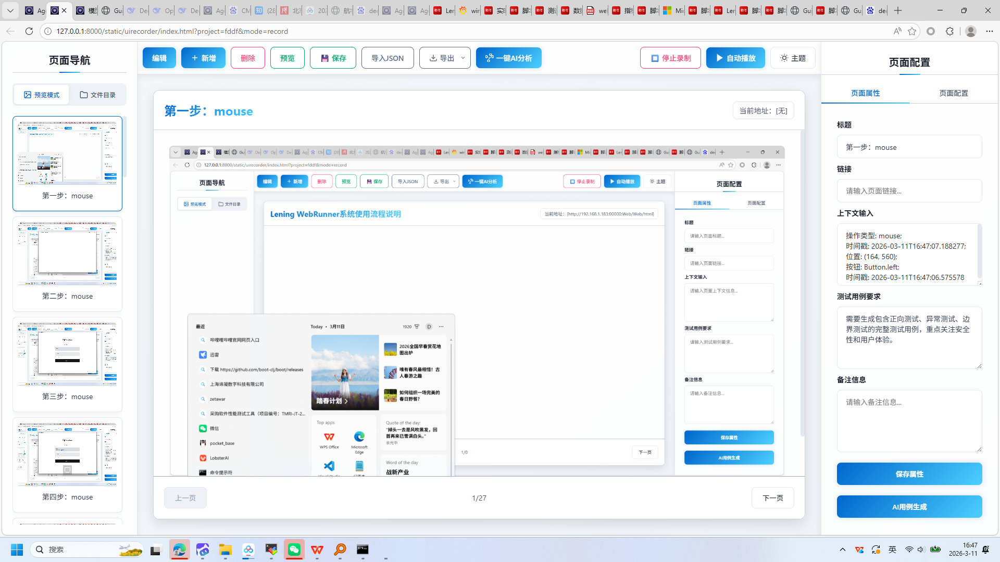 127.0.0.1:8000/static/uirecorder/index.html?project=fddf&mode=record
页面导航
预览模式
文件目录
第一步：mouse
第二步：mouse
第三步：mouse
第四步：mouse
编辑
新增
删除
预览
保存
导入JSON
导出
一键AI分析
停止录制
自动播放
主题
第一步：mouse
当前地址：[无]
127.0.0.1:8000/static/uirecorder/index.html?project=fddf&mode=record
页面导航
预览模式
文件目录
编辑
新增
删除
预览
保存
导入JSON
导出
一键AI分析
停止录制
自动播放
主题
Lening WebRunner系统使用流程说明
当前地址：[http://192.168.1.183:00000:Web/Web/html]
最近
哔哩哔哩哔官网网页入口
迅雷
下载 https://github.com/boot-clj/boot/releases
上海谛凝数字科技有限公司
zetawar
采购软件性能测试工具（项目编号：TMRI-JT-2...
微信
pocket_base
LobsterAI
命令提示符
Today • 3月11日
1920
D
踏春计划
2026全国早春赏花地
图出炉
唯有春风最相惜！古
人春游之趣
如何组织一场完美的
春日野餐？
Top apps
WPS Office
Microsoft
Edge
Quote of the day:
"掉头一去是风吹黑发，回
首再来已雪满白头。"
余光中
Word of the day
战新产业
1/0
下一页
页面配置
页面属性
页面配置
标题
请输入页面标题...
链接
请输入页面链接...
上下文输入
请输入页面上下文信息...
测试用例要求
请输入测试用例要求...
备注信息
请输入备注信息...
保存属性
AI用例生成
上一页
1/27
下一页
页面配置
页面属性
页面配置
标题
第一步：mouse
链接
请输入页面链接...
上下文输入
操作类型: mouse;
时间戳: 2026-03-11T16:47:07.188277;
位置: (164, 560);
按钮: Button.left;
时间戳: 2026-03-11T16:47:06.575578
测试用例要求
需要生成包含正向测试、异常测试、边
界测试的完整测试用例，重点关注安全
性和用户体验。
备注信息
请输入备注信息...
保存属性
AI用例生成
搜索
英
16:47
2026-3-11